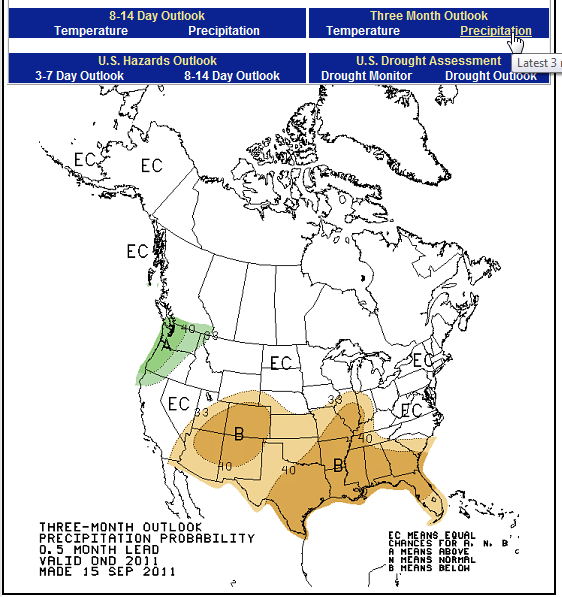 8-14 Day Outlook
Temperature Precipitation
Three Month Outlook
Temperature Precipitation
U.S. Hazards Outlook
3-7 Day Outlook 8-14 Day Outlook
U.S. Drought Assessment
Drought Monitor Drought Outlook
Latest 3
EC
EC
EC
40 33
A
EC
EC
EC
33
33
EC
B
40
40
B
40
THREE-MONTH OUTLOOK
PRECIPITATION PROBABILITY
0.5 MONTH LEAD
VALID OND 2011
MADE 15 SEP 2011
EC MEANS EQUAL
CHANCES FOR A, N, B
A MEANS ABOVE
N MEANS NORMAL
B MEANS BELOW